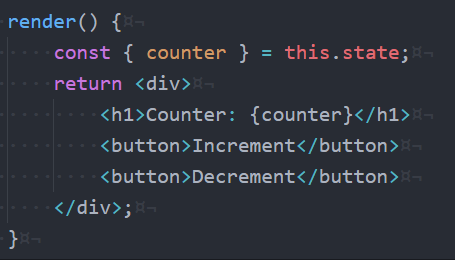 render() {
const { counter } = this.state;
return <div>
<h1>Counter: {counter}</h1>
<button>Increment</button>
<button>Decrement</button>
</div>;
}